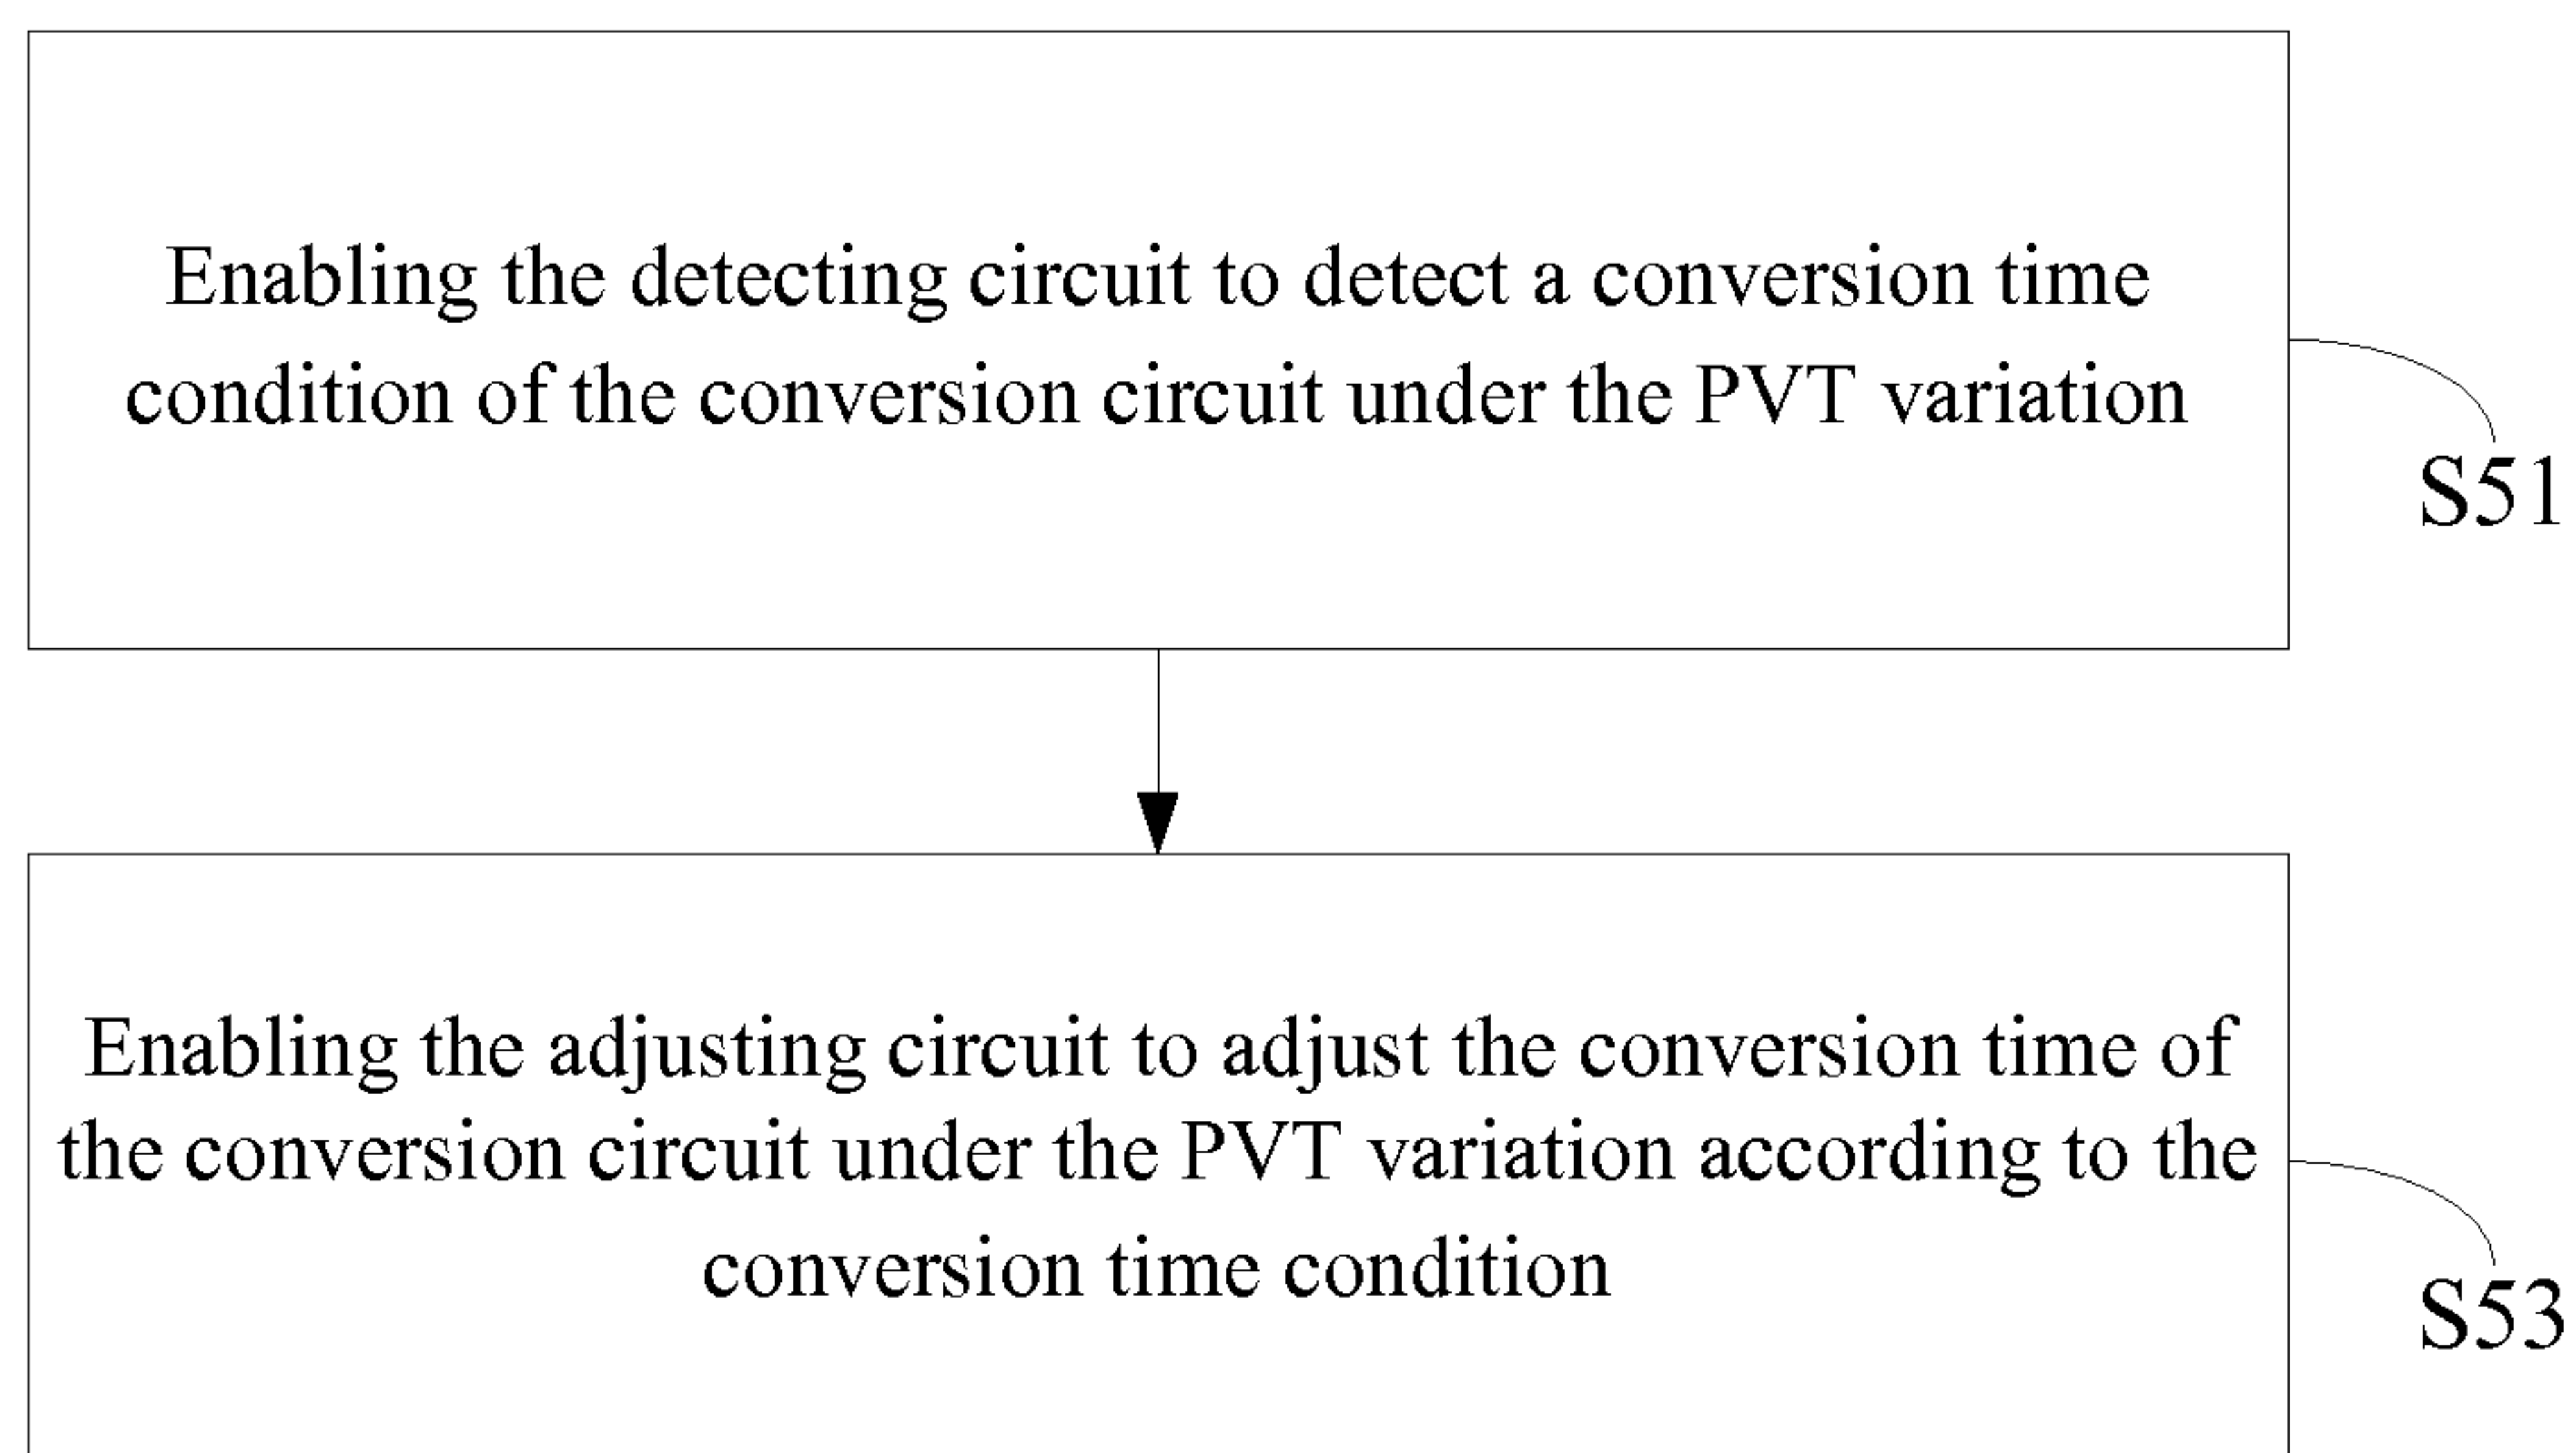 Enabling the detecting circuit to detect a conversion time
condition of the conversion circuit under the PVT variation
S51
Enabling the adjusting circuit to adjust the conversion time of
the conversion circuit under the PVT variation according to the
conversion time condition
S53